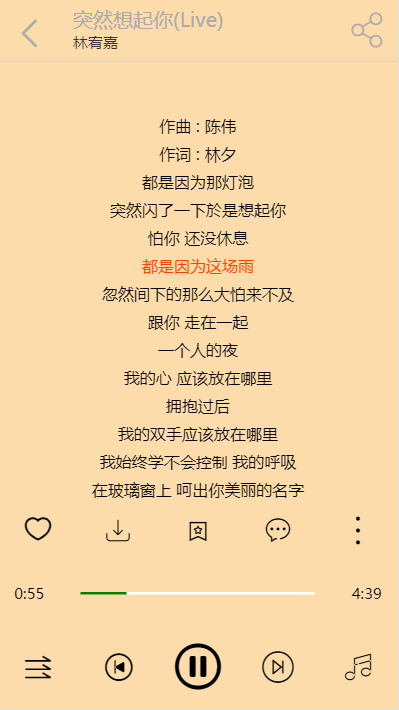 突然想起你(Live)
林宥嘉
作曲 : 陈伟
作词 : 林夕
都是因为那灯泡
突然闪了一下於是想起你
怕你 还没休息
都是因为这场雨
忽然间下的那么大怕来不及
跟你 走在一起
一个人的夜
我的心 应该放在哪里
拥抱过后
我的双手应该放在哪里
我始终学不会控制 我的呼吸
在玻璃窗上 呵出你美丽的名字
0:55
4:39